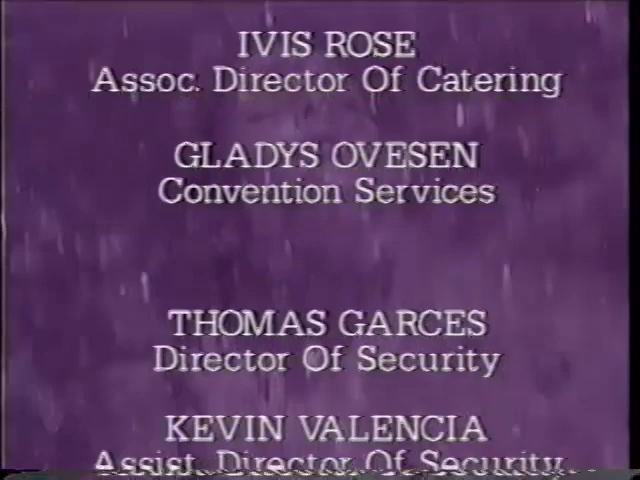 IVIS ROSE
Assoc. Director Of Catering
GLADYS OVESEN
Convention Services
THOMAS GARCES
Director Of Security
KEVIN VALENCIA
Assist. Director Of Security